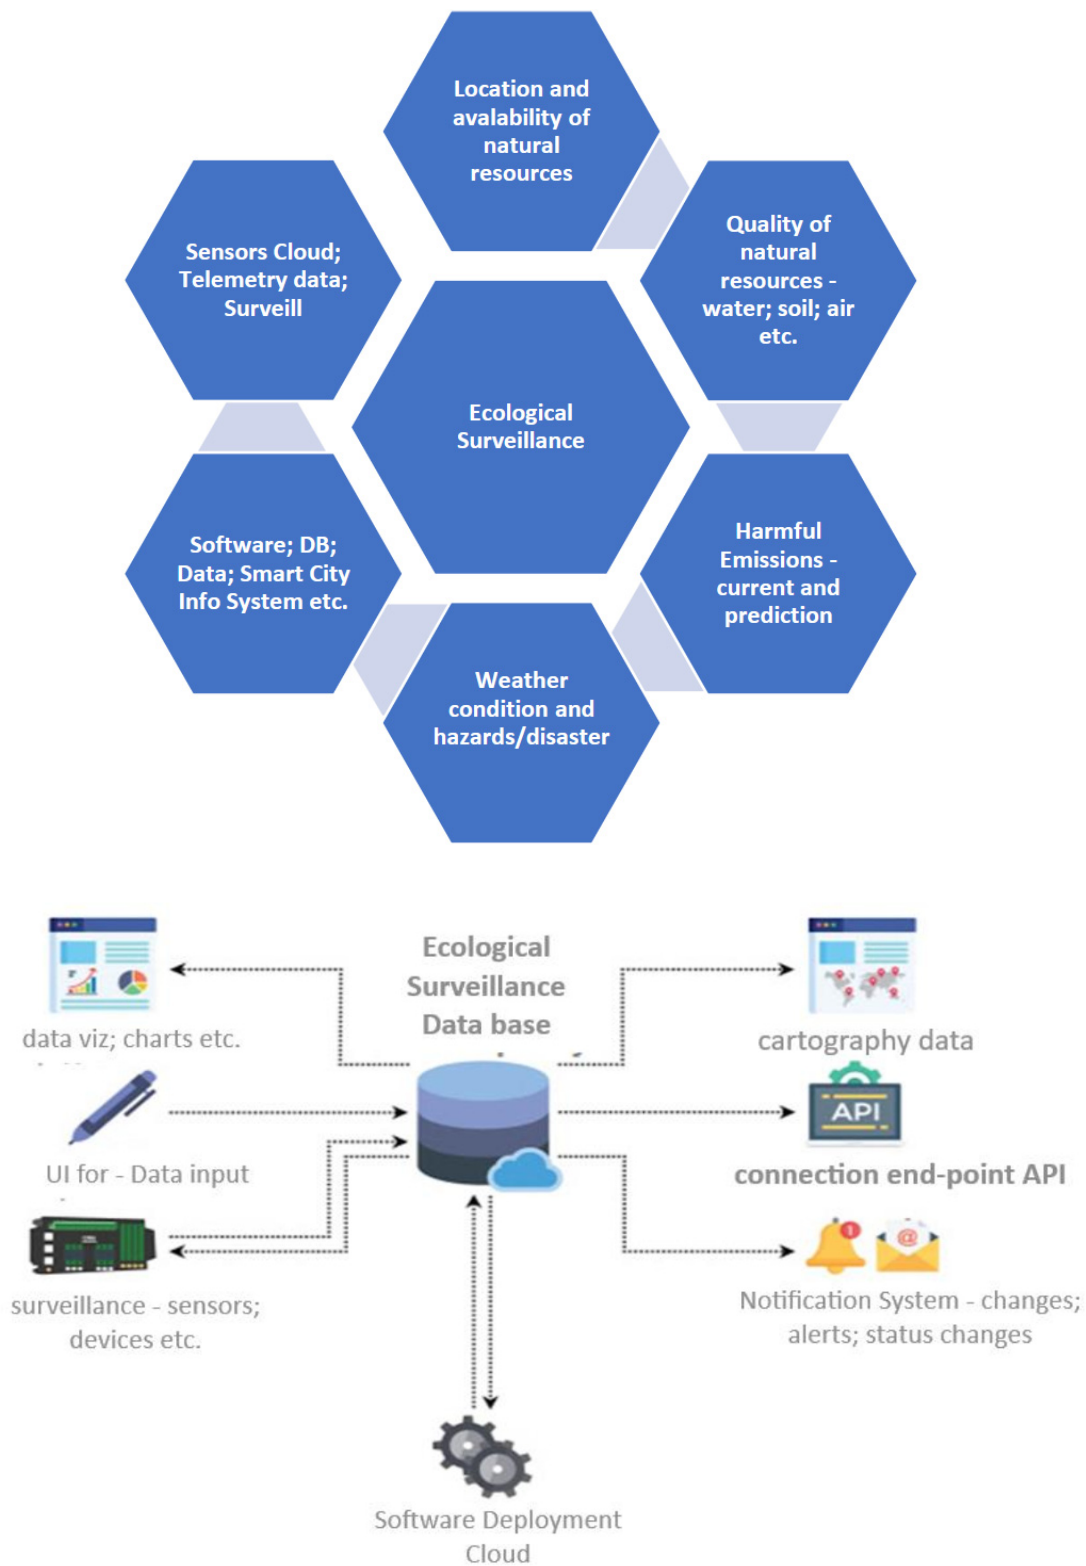 Location and
avalability of
natural
resources
Sensors Cloud;
Telemetry data;
Surveill
Quality of
natural
resources -
water; soil; air
etc.
Ecological
Surveillance
Software; DB;
Data; Smart City
Info System etc.
Harmful
Emissions -
current and
prediction
Weather
condition and
hazards/disaster
Ecological
Surveillance
Data base
data viz; charts etc.
cartography data
UI for - Data input
API
connection end-point API
surveillance - sensors;
devices etc.
1
@
Notification System - changes;
alerts; status changes
Software Deployment
Cloud